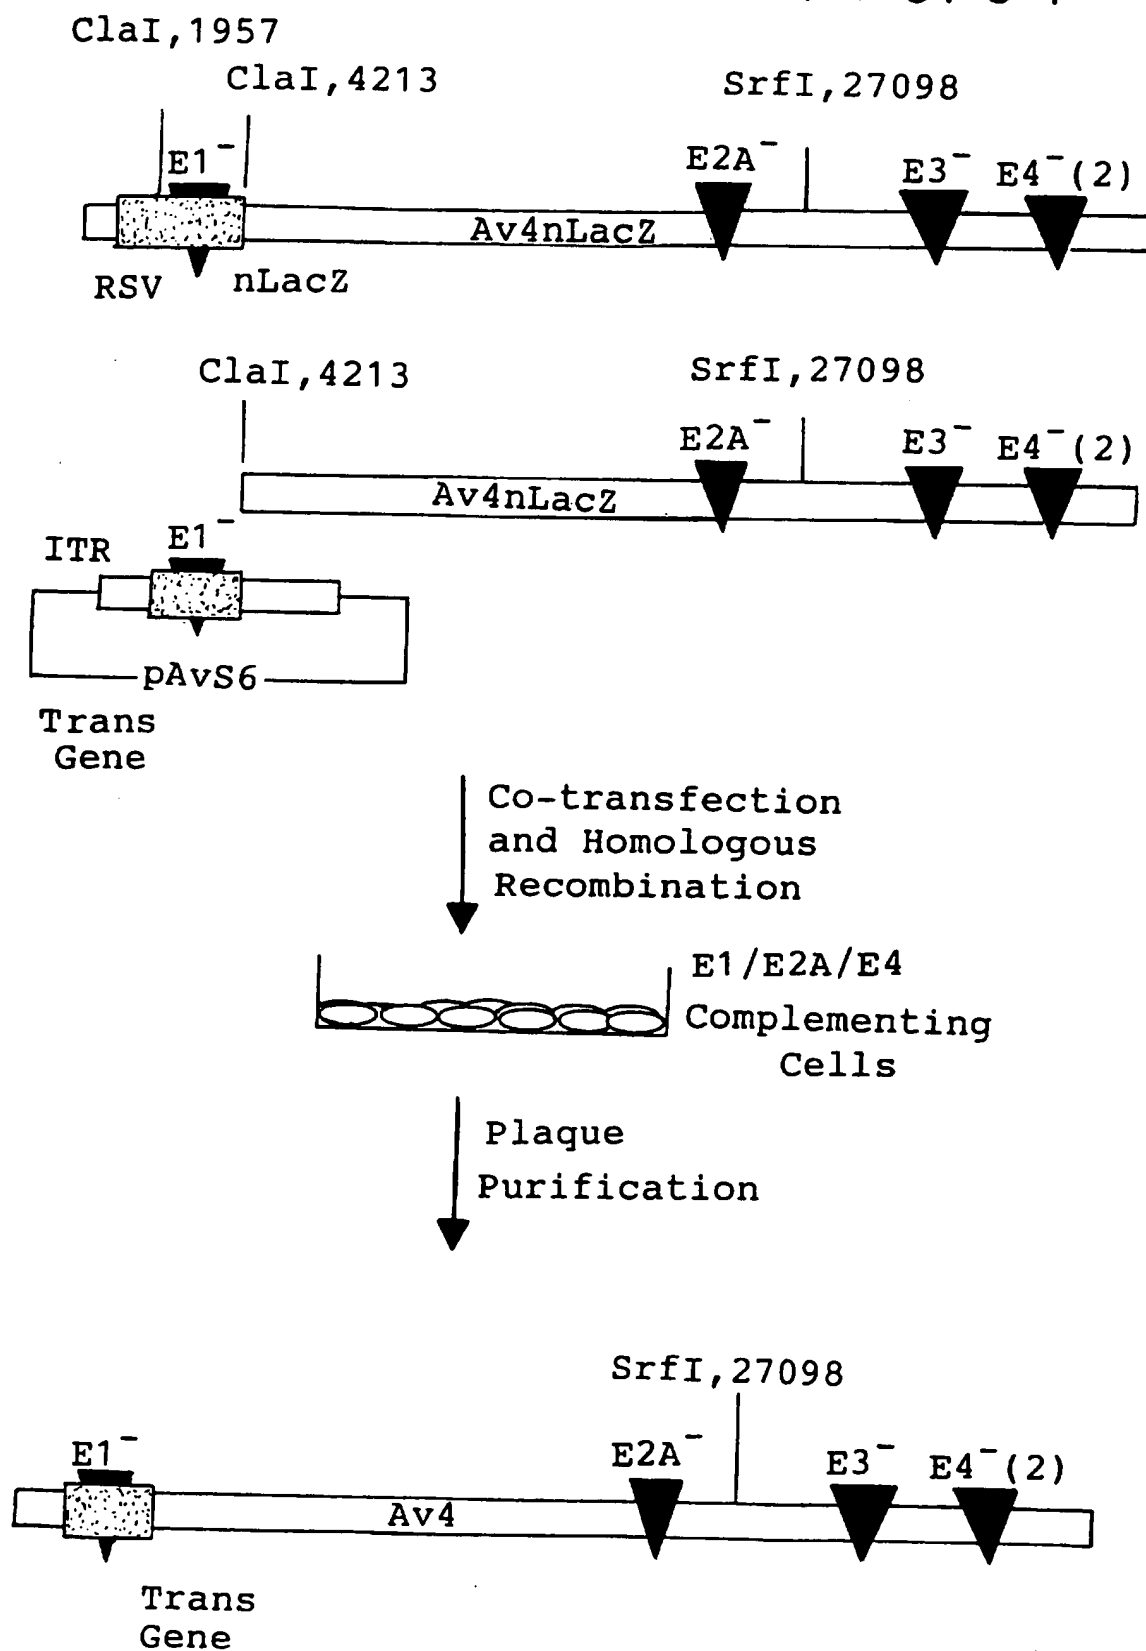 ClaI,1957
ClaI,4213
SrfI,27098
E1⁻
E2A⁻
E3⁻
E4⁻(2)
Av4nLacZ
RSV
nLacZ
ClaI,4213
SrfI,27098
E2A⁻
E3⁻
E4⁻(2)
Av4nLacZ
ITR
E1⁻
pAvS6
Trans
Gene
Co-transfection
and Homologous
Recombination
E1/E2A/E4
Complementing
Cells
Plaque
Purification
SrfI,27098
E1⁻
E2A⁻
E3⁻
E4⁻(2)
Av4
Trans
Gene